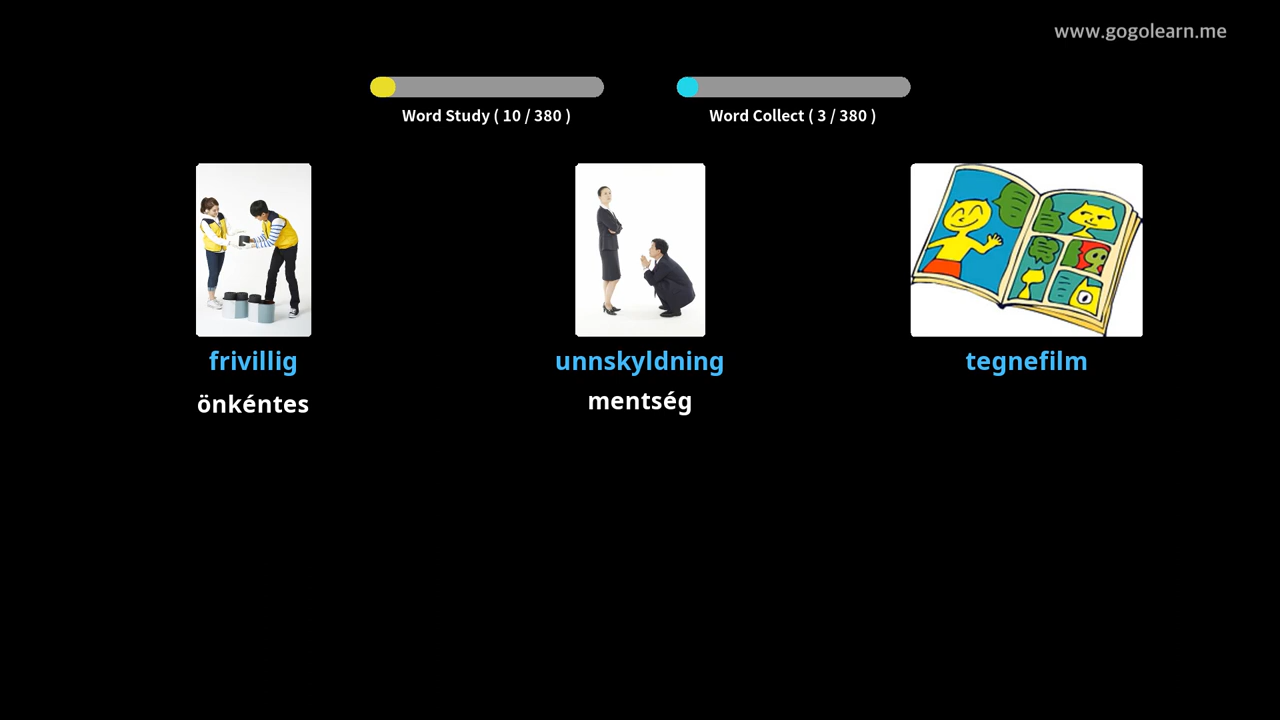 www.gogolearn.me
Word Study ( 10 / 380 )
Word Collect ( 3 / 380 )
frivillig
önkéntes
unnskyldning
mentség
tegnefilm